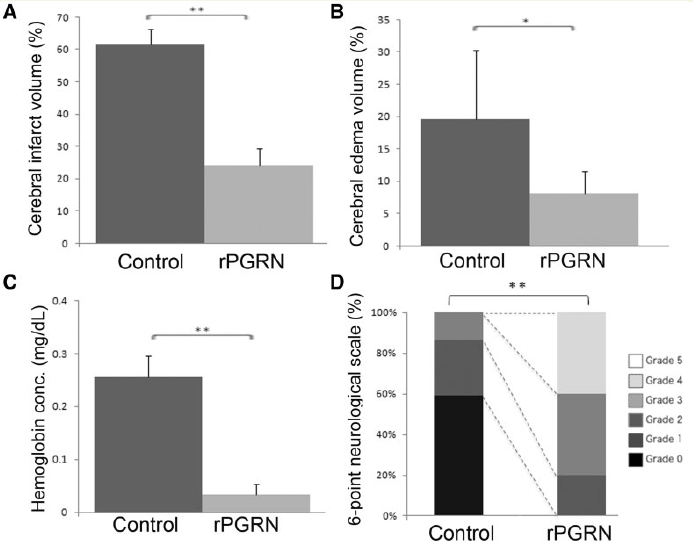 A
Cerebral infarct volume (%)
70
60
50
40
30
20
10
0
**
Control rPGRN
B
Cerebral edema volume (%)
35
30
25
20
15
10
5
0
*
Control rPGRN
C
Hemoglobin conc. (mg/dL)
0.4
0.3
0.2
0.1
0
**
Control rPGRN
D
6-point neurological scale (%)
100%
80%
60%
40%
20%
0%
**
Control rPGRN
Grade 5
Grade 4
Grade 3
Grade 2
Grade 1
Grade 0